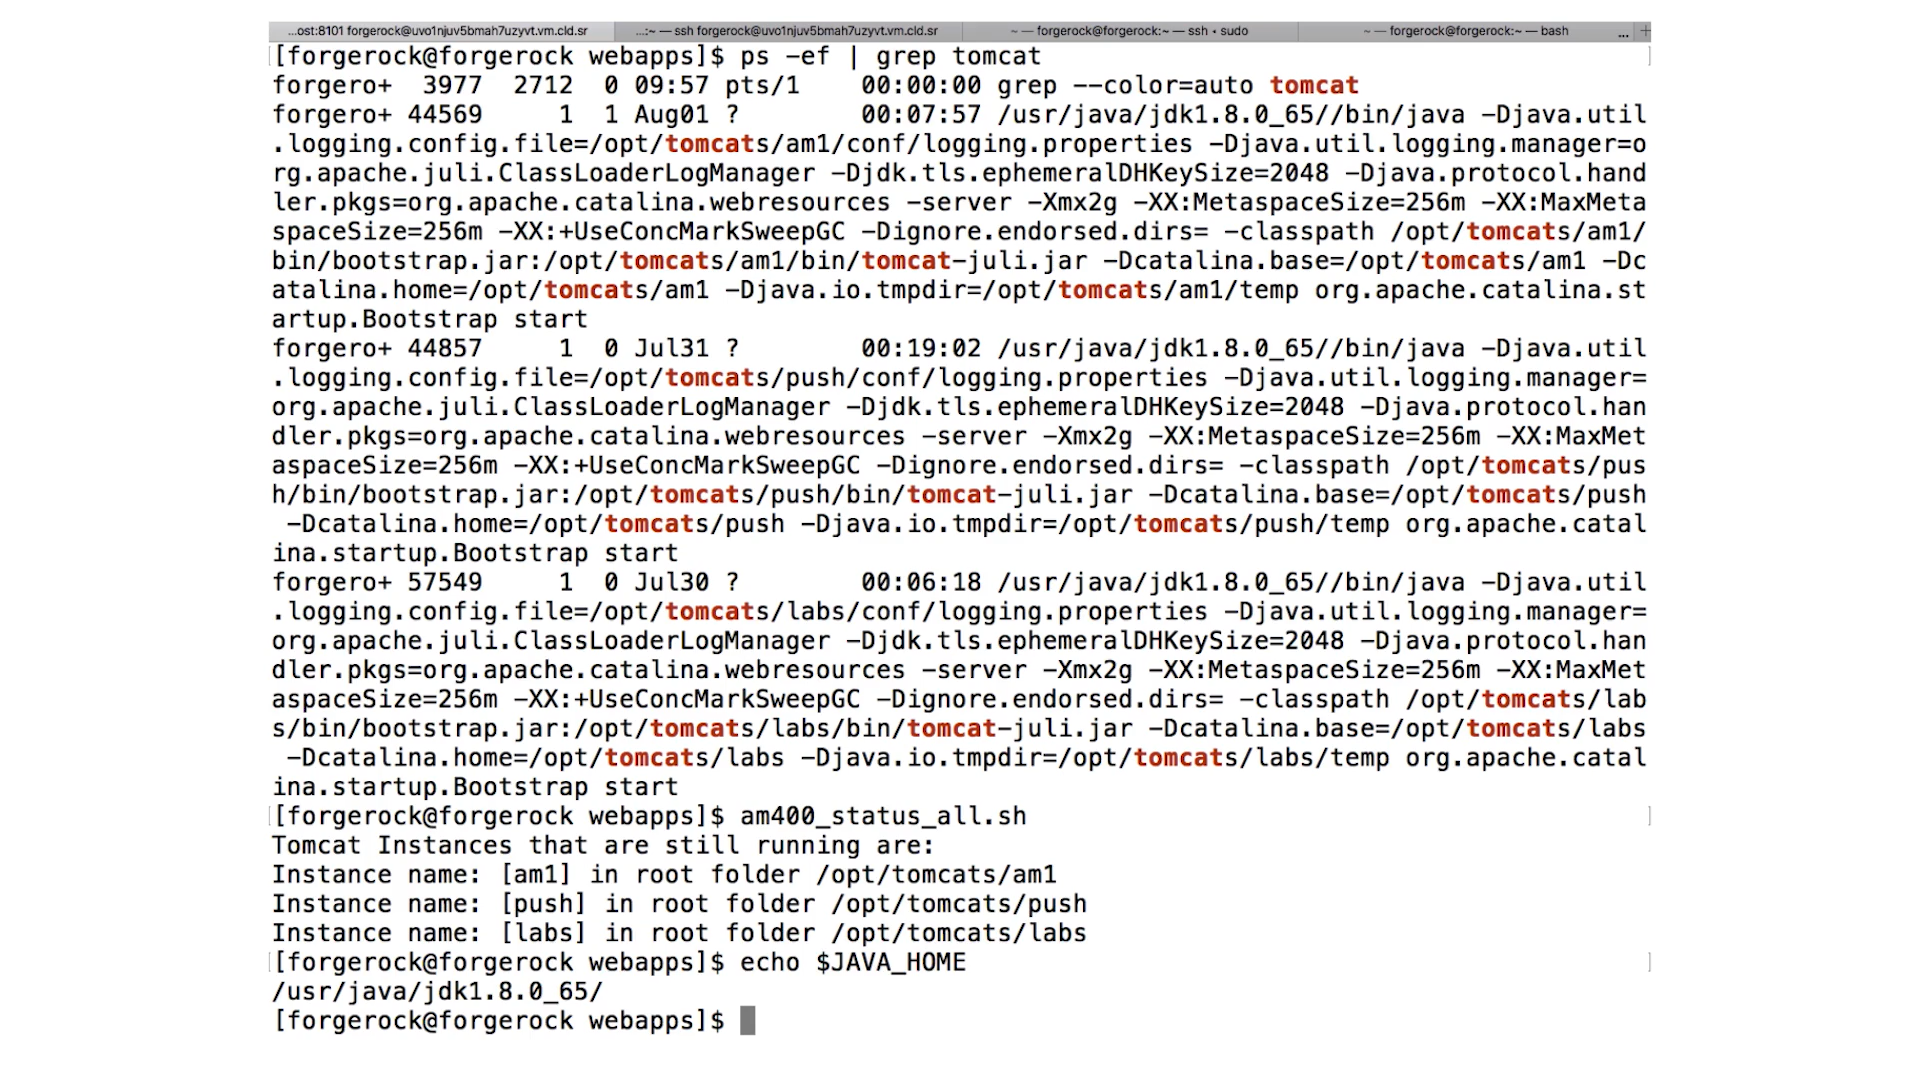 ...ost:8101 forgerock@uvo1njuv5bmah7uzyvt.vm.cld.sr ...:~ — ssh forgerock@uvo1njuv5bmah7uzyvt.vm.cld.sr ~ — forgerock@forgerock:~ — ssh • sudo ~ — forgerock@forgerock:~ — bash ... +
[forgerock@forgerock webapps]$ ps -ef | grep tomcat ]
forgero+  3977  2712  0 09:57 pts/1    00:00:00 grep --color=auto tomcat
forgero+ 44569     1  1 Aug01 ?        00:07:57 /usr/java/jdk1.8.0_65//bin/java -Djava.util
.logging.config.file=/opt/tomcats/am1/conf/logging.properties -Djava.util.logging.manager=o
rg.apache.juli.ClassLoaderLogManager -Djdk.tls.ephemeralDHKeySize=2048 -Djava.protocol.hand
ler.pkgs=org.apache.catalina.webresources -server -Xmx2g -XX:MetaspaceSize=256m -XX:MaxMeta
spaceSize=256m -XX:+UseConcMarkSweepGC -Dignore.endorsed.dirs= -classpath /opt/tomcats/am1/
bin/bootstrap.jar:/opt/tomcats/am1/bin/tomcat-juli.jar -Dcatalina.base=/opt/tomcats/am1 -Dc
atalina.home=/opt/tomcats/am1 -Djava.io.tmpdir=/opt/tomcats/am1/temp org.apache.catalina.st
artup.Bootstrap start
forgero+ 44857     1  0 Jul31 ?        00:19:02 /usr/java/jdk1.8.0_65//bin/java -Djava.util
.logging.config.file=/opt/tomcats/push/conf/logging.properties -Djava.util.logging.manager=
org.apache.juli.ClassLoaderLogManager -Djdk.tls.ephemeralDHKeySize=2048 -Djava.protocol.han
dler.pkgs=org.apache.catalina.webresources -server -Xmx2g -XX:MetaspaceSize=256m -XX:MaxMet
aspaceSize=256m -XX:+UseConcMarkSweepGC -Dignore.endorsed.dirs= -classpath /opt/tomcats/pus
h/bin/bootstrap.jar:/opt/tomcats/push/bin/tomcat-juli.jar -Dcatalina.base=/opt/tomcats/push
 -Dcatalina.home=/opt/tomcats/push -Djava.io.tmpdir=/opt/tomcats/push/temp org.apache.catal
ina.startup.Bootstrap start
forgero+ 57549     1  0 Jul30 ?        00:06:18 /usr/java/jdk1.8.0_65//bin/java -Djava.util
.logging.config.file=/opt/tomcats/labs/conf/logging.properties -Djava.util.logging.manager=
org.apache.juli.ClassLoaderLogManager -Djdk.tls.ephemeralDHKeySize=2048 -Djava.protocol.han
dler.pkgs=org.apache.catalina.webresources -server -Xmx2g -XX:MetaspaceSize=256m -XX:MaxMet
aspaceSize=256m -XX:+UseConcMarkSweepGC -Dignore.endorsed.dirs= -classpath /opt/tomcats/lab
s/bin/bootstrap.jar:/opt/tomcats/labs/bin/tomcat-juli.jar -Dcatalina.base=/opt/tomcats/labs
 -Dcatalina.home=/opt/tomcats/labs -Djava.io.tmpdir=/opt/tomcats/labs/temp org.apache.catal
ina.startup.Bootstrap start
[forgerock@forgerock webapps]$ am400_status_all.sh ]
Tomcat Instances that are still running are:
Instance name: [am1] in root folder /opt/tomcats/am1
Instance name: [push] in root folder /opt/tomcats/push
Instance name: [labs] in root folder /opt/tomcats/labs
[forgerock@forgerock webapps]$ echo $JAVA_HOME ]
/usr/java/jdk1.8.0_65/
[forgerock@forgerock webapps]$